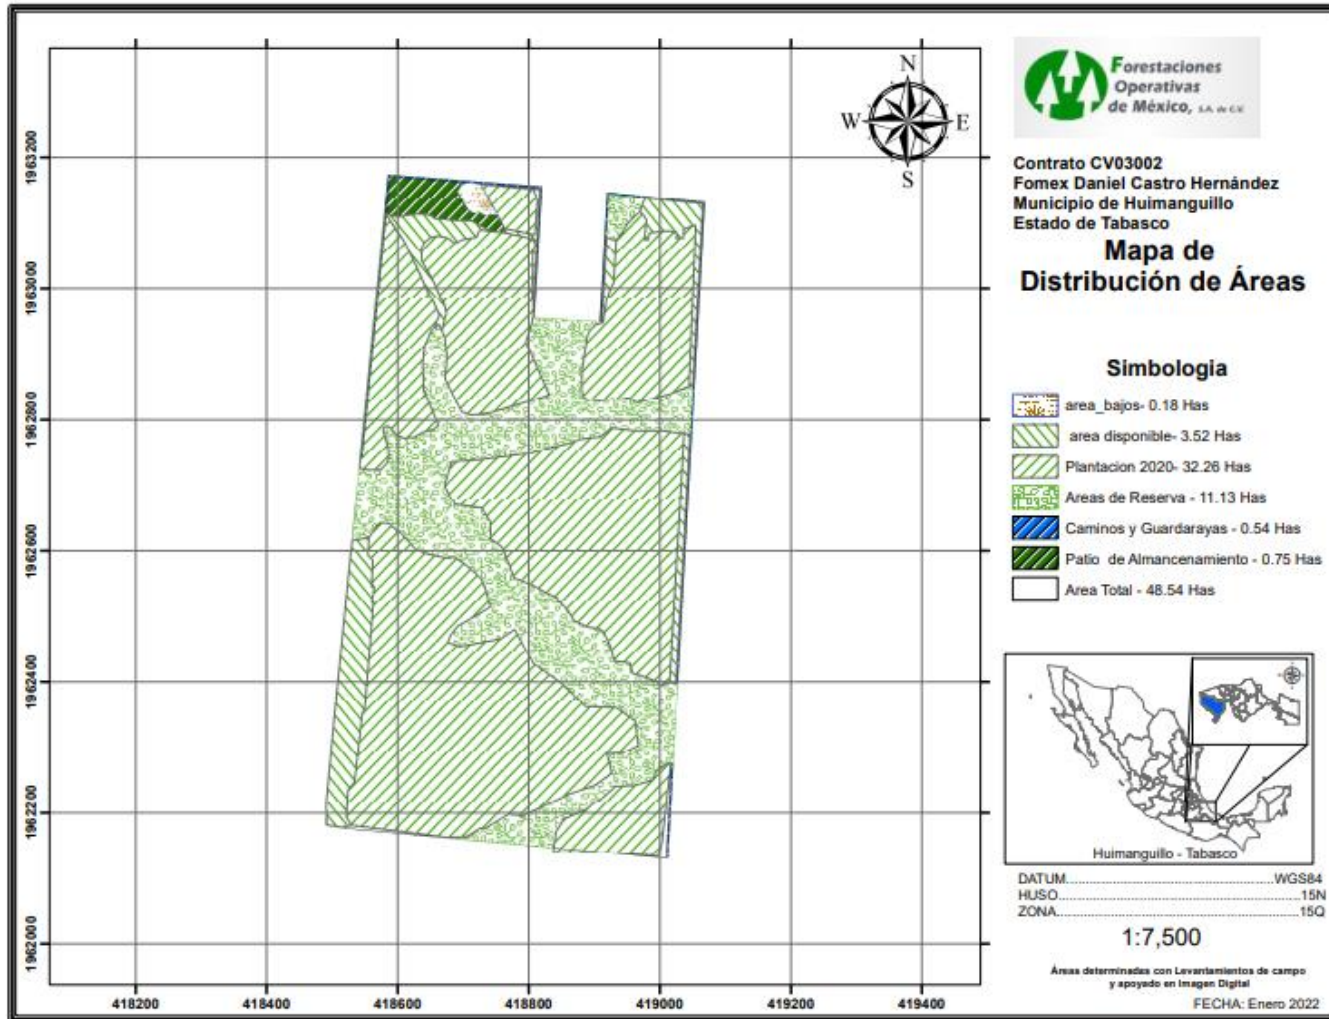 N
W
E
S
1963200
1963000
1962800
1962600
1962400
1962200
1962000
418200
418400
418600
418800
419000
419200
419400
Forestaciones
Operativas
de México, S.A. de C.V.
Contrato CV03002
Fomex Daniel Castro Hernández
Municipio de Huimanguillo
Estado de Tabasco
Mapa de
Distribución de Áreas
Simbologia
area_bajos- 0.18 Has
area disponible- 3.52 Has
Plantacion 2020- 32.26 Has
Areas de Reserva - 11.13 Has
Caminos y Guardarayas - 0.54 Has
Patio de Almancenamiento - 0.75 Has
Area Total - 48.54 Has
Huimanguillo - Tabasco
DATUM..............................................WGS84
HUSO......................................................15N
ZONA......................................................15Q
1:7,500
Áreas determinadas con Levantamientos de campo
y apoyado en Imagen Digital
FECHA: Enero 2022